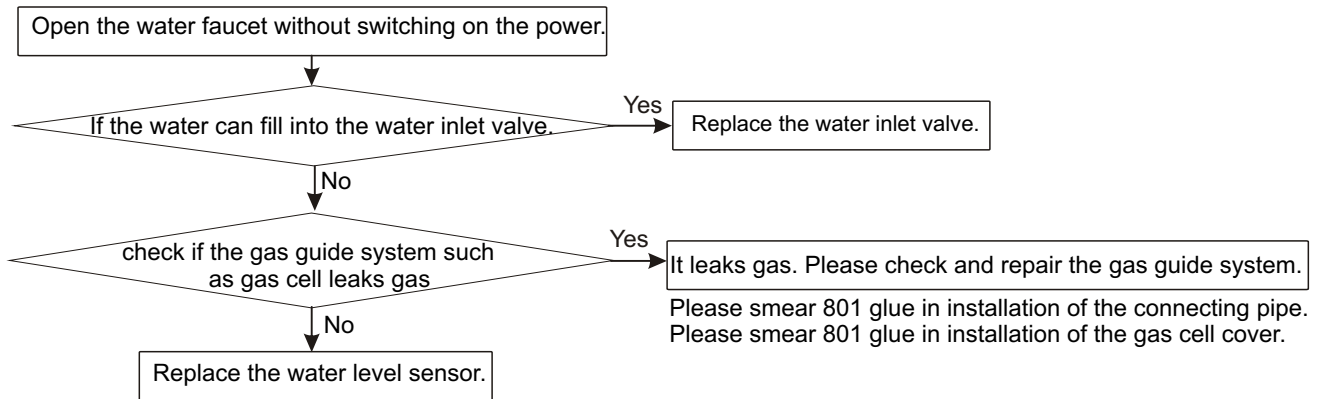 Open the water faucet without switching on the power.
If the water can fill into the water inlet valve.
Yes
Replace the water inlet valve.
No
check if the gas guide system such
as gas cell leaks gas
Yes
It leaks gas. Please check and repair the gas guide system.
Please smear 801 glue in installation of the connecting pipe.
Please smear 801 glue in installation of the gas cell cover.
No
Replace the water level sensor.